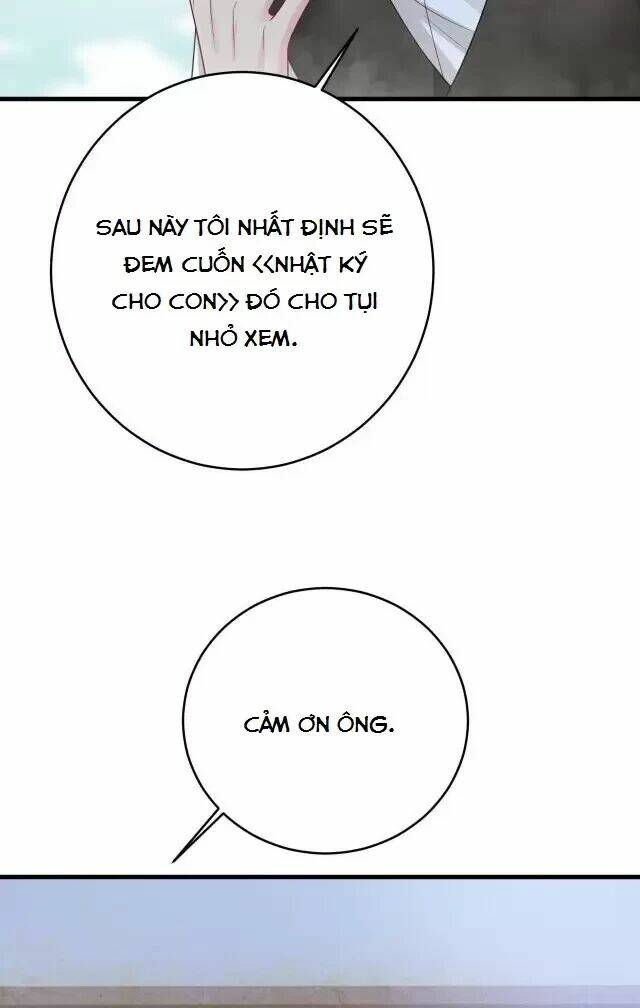 SAU NÀY TÔI NHẤT ĐỊNH SẼ
ĐEM CUỐN <<NHẬT KÝ
CHO CON>> ĐÓ CHO TỤI
NHỎ XEM.
CẢM ƠN ÔNG.